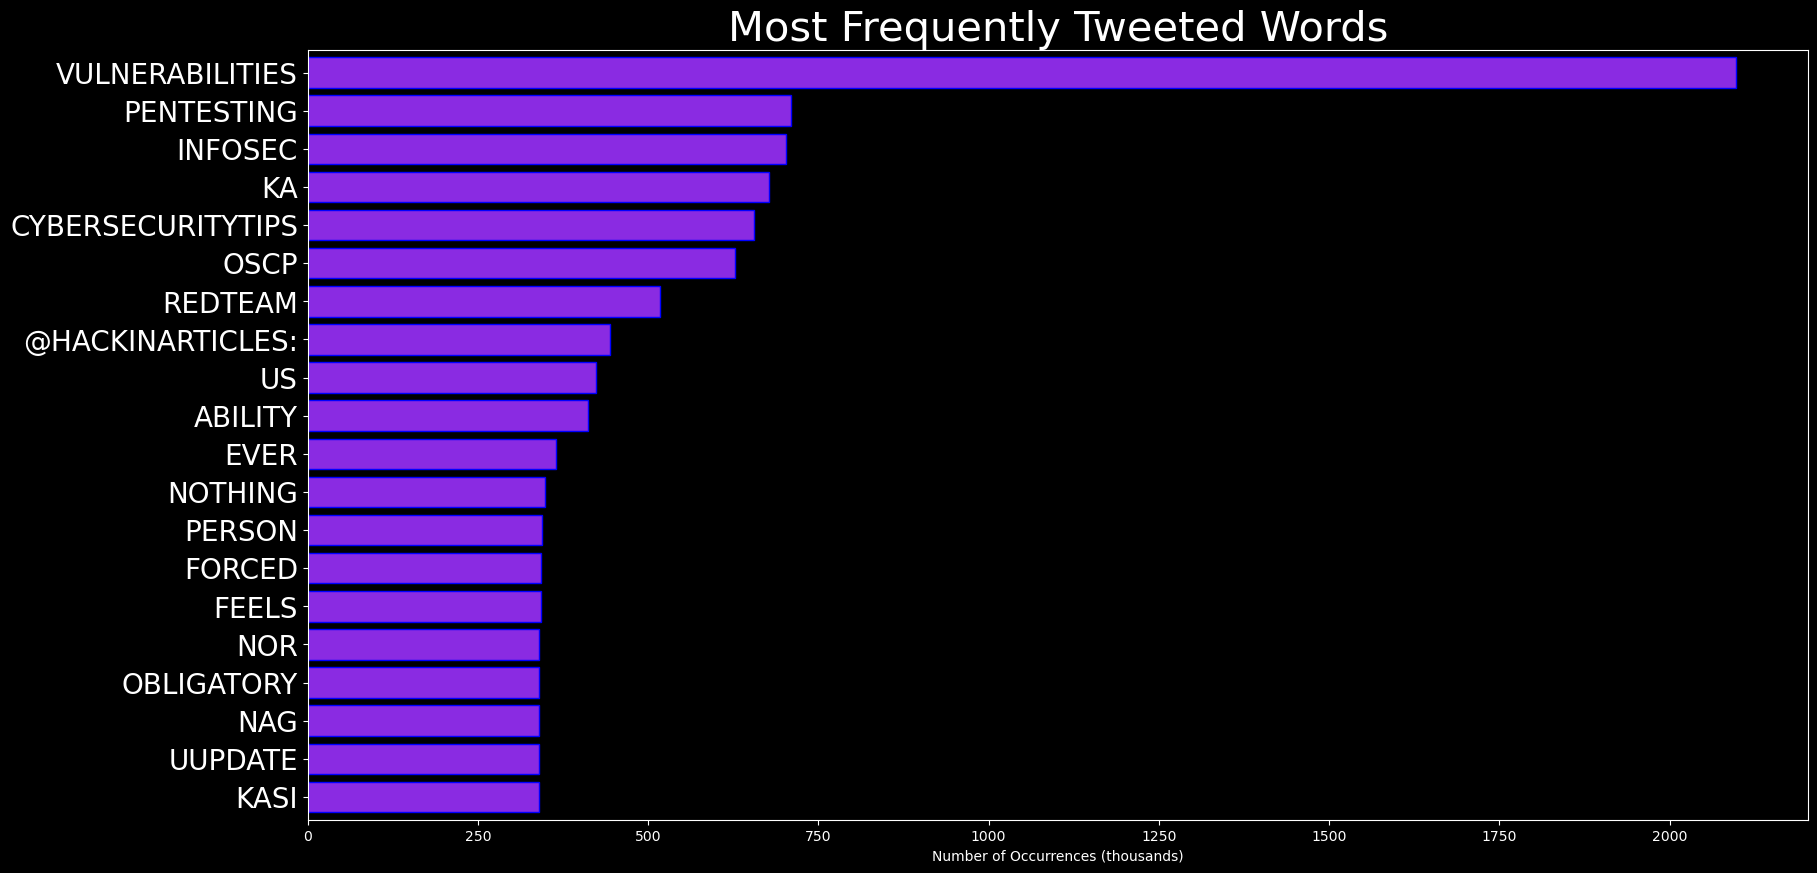 Most Frequently Tweeted Words
VULNERABILITIES
PENTESTING
INFOSEC
KA
CYBERSECURITYTIPS
OSCP
REDTEAM
@HACKINARTICLES:
US
ABILITY
EVER
NOTHING
PERSON
FORCED
FEELS
NOR
OBLIGATORY
NAG
UUPDATE
KASI
0 250 500 750 1000 1250 1500 1750 2000
Number of Occurrences (thousands)